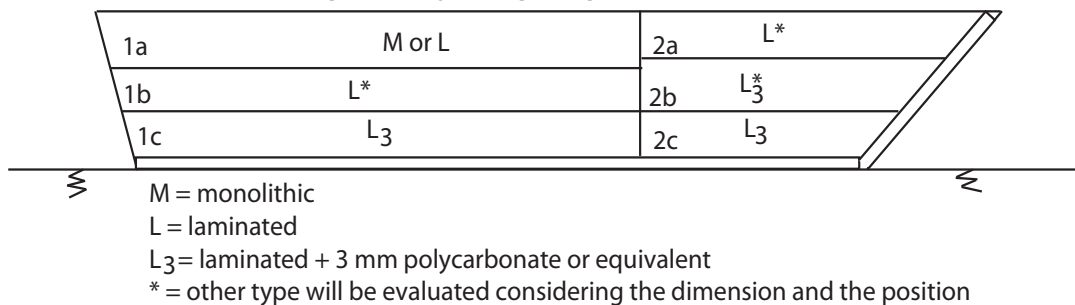 1a M or L 2a L*
1b L* 2b L3*
1c L3 2c L3
M = monolithic
L = laminated
L3= laminated + 3 mm polycarbonate or equivalent
* = other type will be evaluated considering the dimension and the position